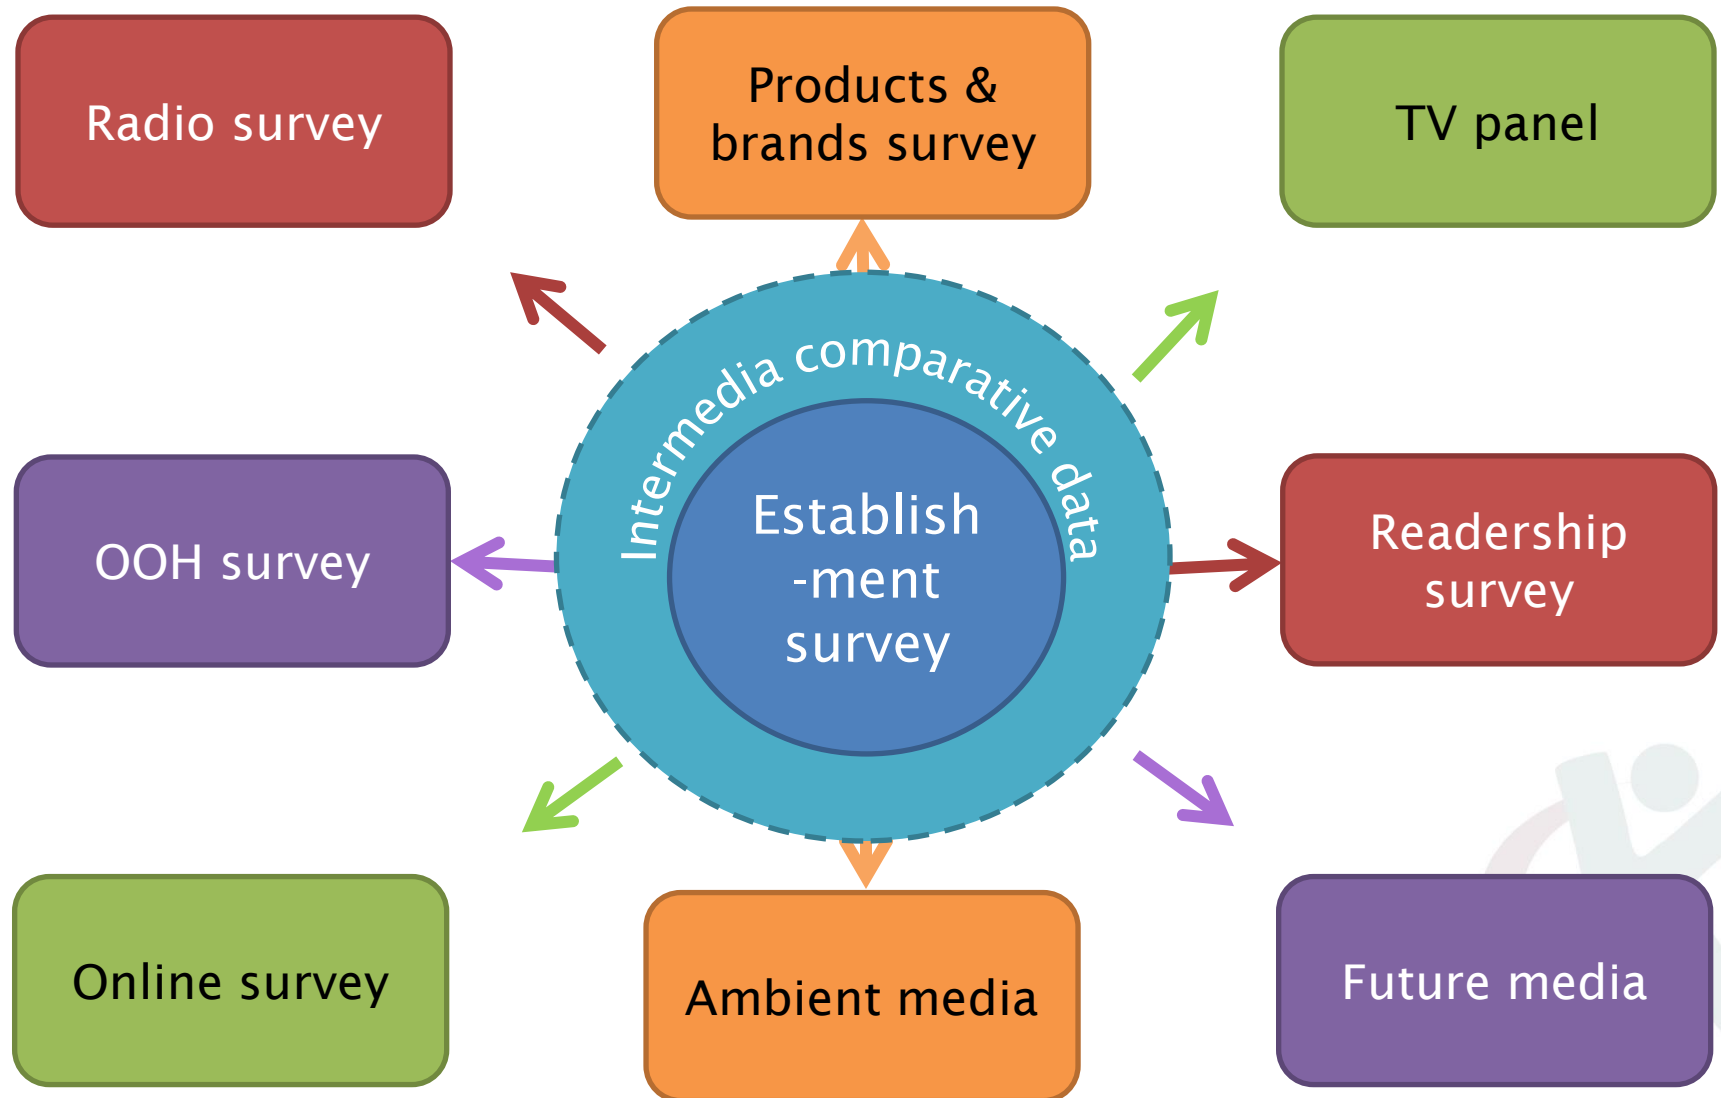 Radio survey
Products &
brands survey
TV panel
Intermedia comparative data
Establish
-ment
survey
OOH survey
Readership
survey
Online survey
Ambient media
Future media